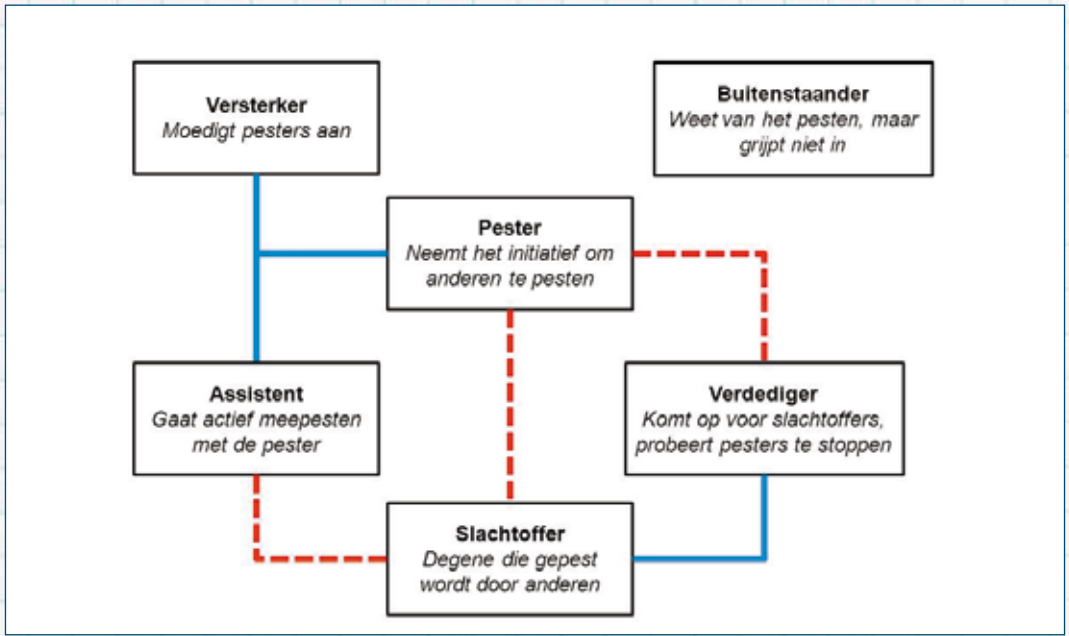 Versterker
Moedigt pesters aan
Buitenstaander
Weet van het pesten, maar
grijpt niet in
Pester
Neemt het initiatief om
anderen te pesten
Assistent
Gaat actief meepesten
met de pester
Verdediger
Komt op voor slachtoffers,
probeert pesters te stoppen
Slachtoffer
Degene die gepest
wordt door anderen